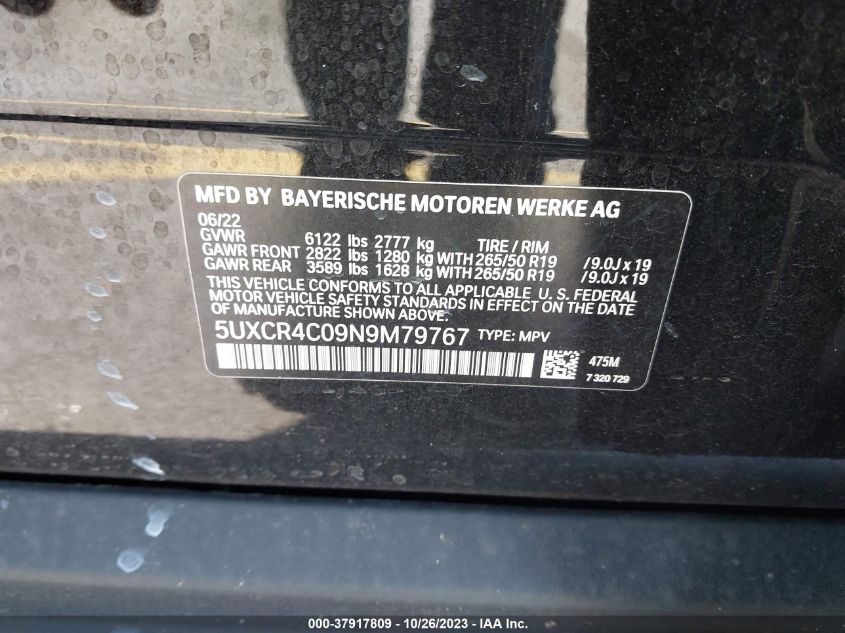 MFD BY BAYERISCHE MOTOREN WERKE AG
06/22
GVWR 6122 lbs 2777 kg TIRE / RIM
GAWR FRONT 2822 lbs 1280 kg WITH 265/50 R19 /9.0J x 19
GAWR REAR 3589 lbs 1628 kg WITH 265/50 R19 /9.0J x 19
THIS VEHICLE CONFORMS TO ALL APPLICABLE U.S. FEDERAL
MOTOR VEHICLE SAFETY STANDARDS IN EFFECT ON THE DATE
OF MANUFACTURE SHOWN ABOVE.
5UXCR4C09N9M79767 TYPE: MPV
475M
7 320 729
000-37917809 - 10/26/2023 - IAA Inc.